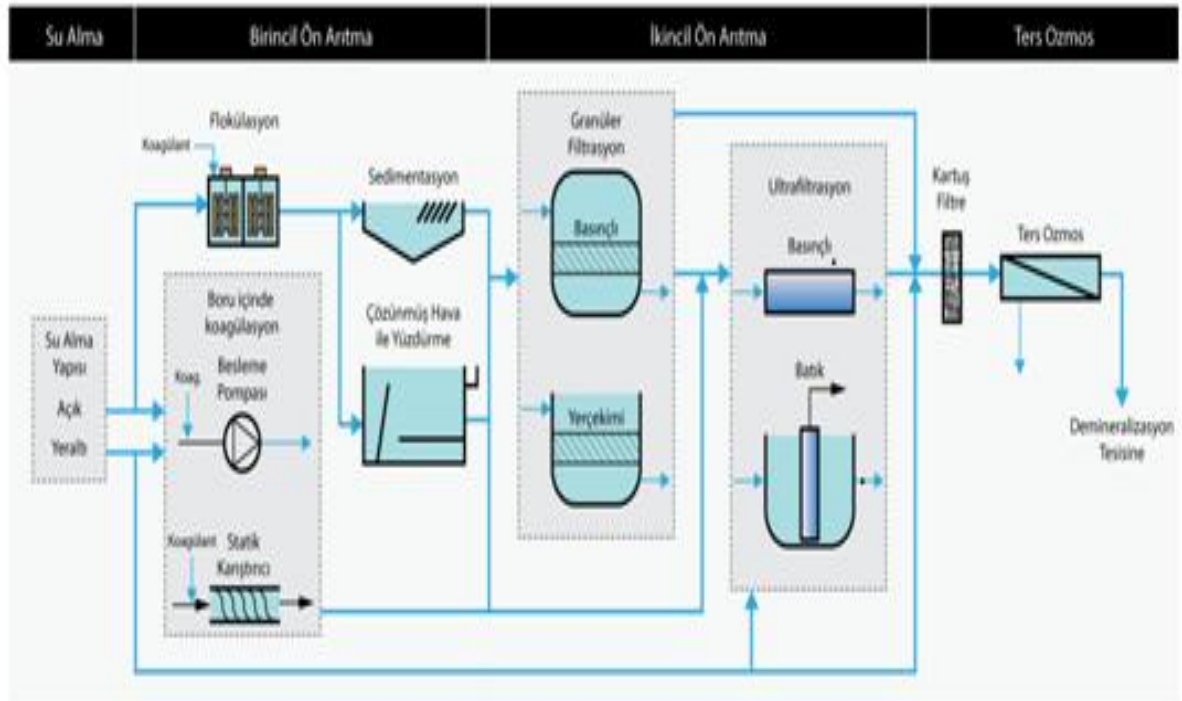 Su Alma
Birincil Ön Arıtma
İkincil Ön Arıtma
Ters Ozmos
Flokülasyon
Koagülant
Sedimentasyon
Granüler
Filtrasyon
Basınçlı
Ultrafiltrasyon
Basınçlı
Kartuş
Filtre
Ters Ozmos
Boru içinde
koagülasyon
Koag.
Besleme
Pompası
Çözünmüş Hava
ile Yüzdürme
Su Alma
Yapısı
Açık
Yeraltı
Yerçekimi
Batık
Demineralizasyon
Tesisine
Koagülant
Statik
Karıştırıcı